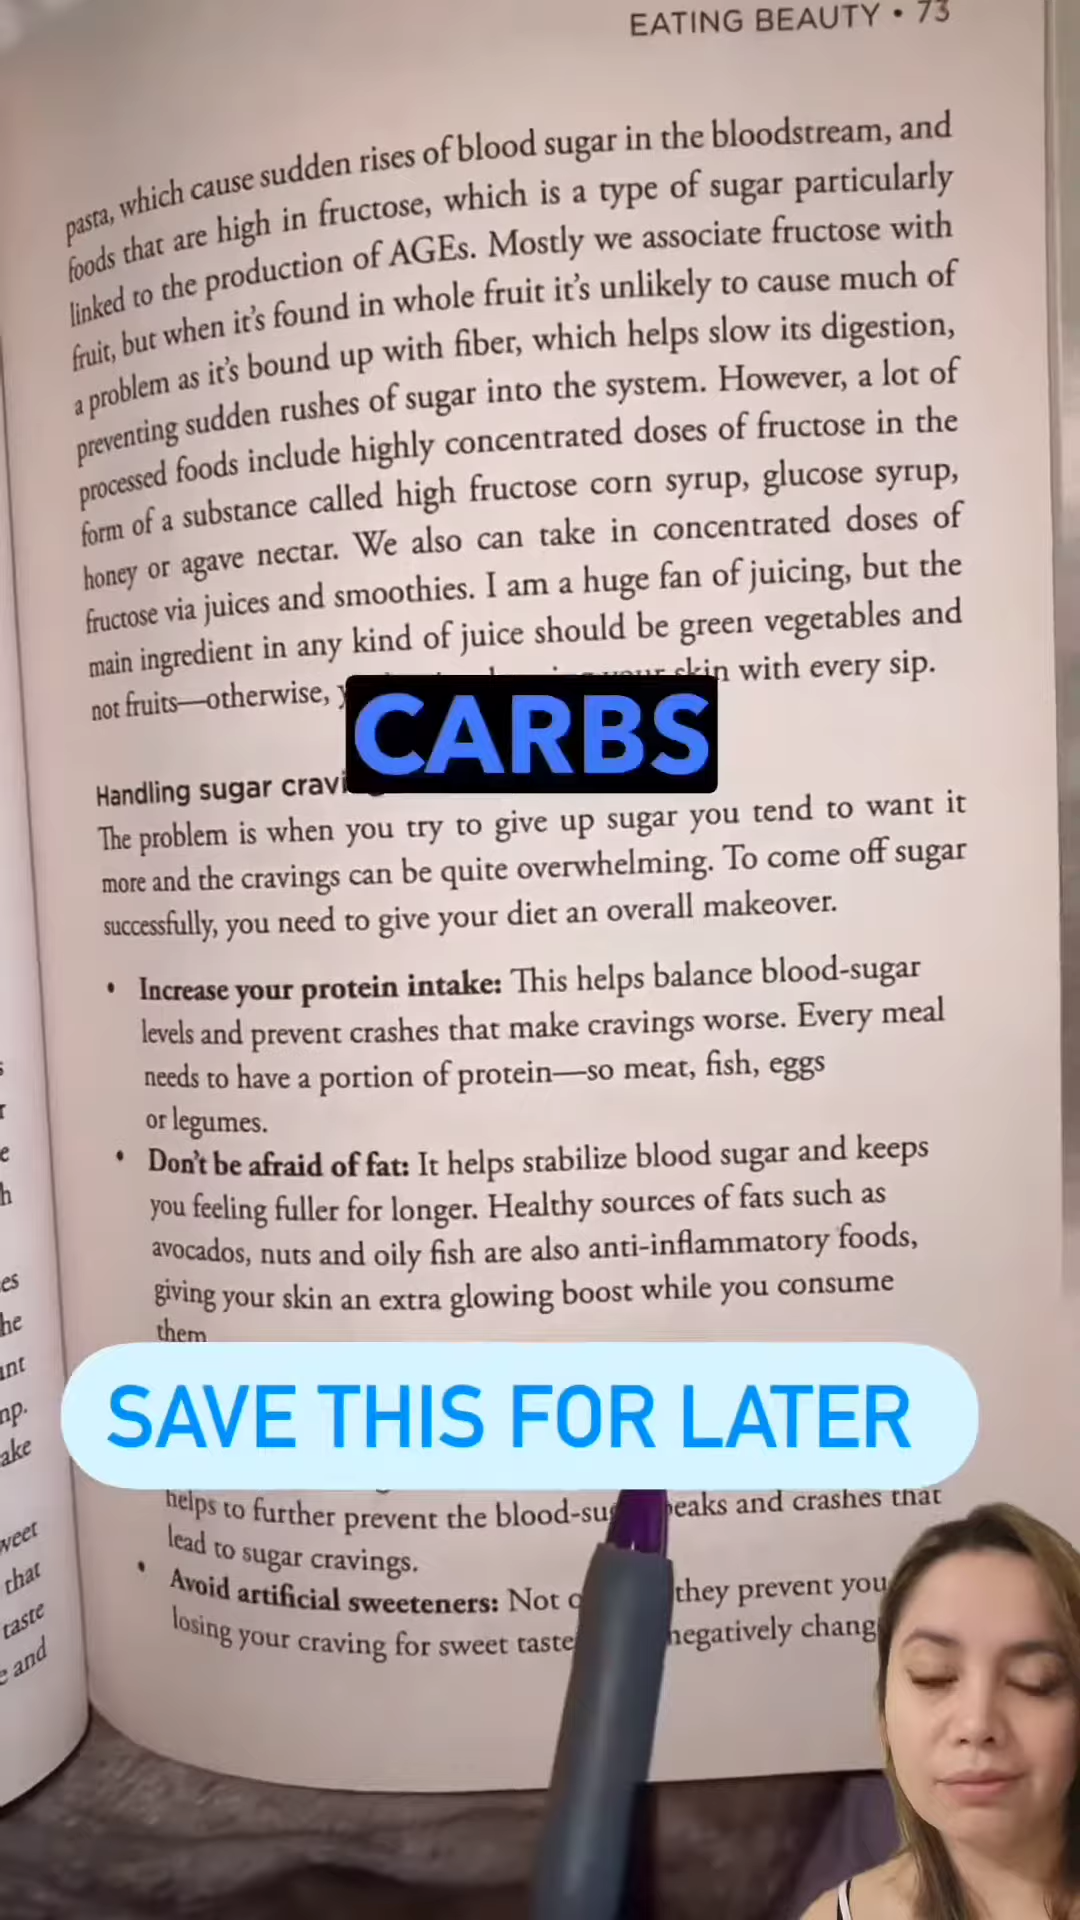 EATING BEAUTY • 73
pasta, which cause sudden rises of blood sugar in the bloodstream, and
foods that are high in fructose, which is a type of sugar particularly
linked to the production of AGEs. Mostly we associate fructose with
fruit, but when it's found in whole fruit it's unlikely to cause much of
a problem as it's bound up with fiber, which helps slow its digestion,
preventing sudden rushes of sugar into the system. However, a lot of
processed foods include highly concentrated doses of fructose in the
form of a substance called high fructose corn syrup, glucose syrup,
honey or agave nectar. We also can take in concentrated doses of
fructose via juices and smoothies. I am a huge fan of juicing, but the
main ingredient in any kind of juice should be green vegetables and
not fruits—otherwise, skin with every sip.
CARBS
Handling sugar
The problem is when you try to give up sugar you tend to want it
more and the cravings can be quite overwhelming. To come off sugar
successfully, you need to give your diet an overall makeover.
• Increase your protein intake: This helps balance blood-sugar
levels and prevent crashes that make cravings worse. Every meal
needs to have a portion of protein—so meat, fish, eggs
or legumes.
• Don't be afraid of fat: It helps stabilize blood sugar and keeps
you feeling fuller for longer. Healthy sources of fats such as
avocados, nuts and oily fish are also anti-inflammatory foods,
giving your skin an extra glowing boost while you consume
them
SAVE THIS FOR LATER
helps to further prevent the and crashes that
lead to sugar cravings.
• Avoid artificial sweeteners: Not they prevent you
losing your craving for sweet negatively